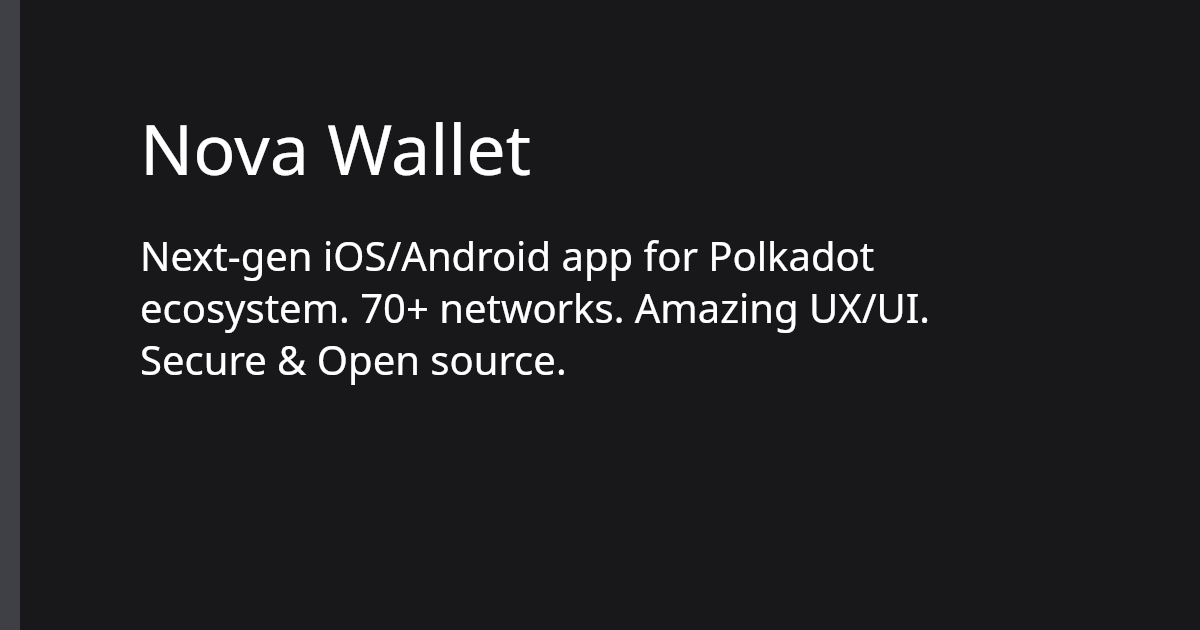 Nova Wallet
Next-gen iOS/Android app for Polkadot
ecosystem. 70+ networks. Amazing UX/UI.
Secure & Open source.